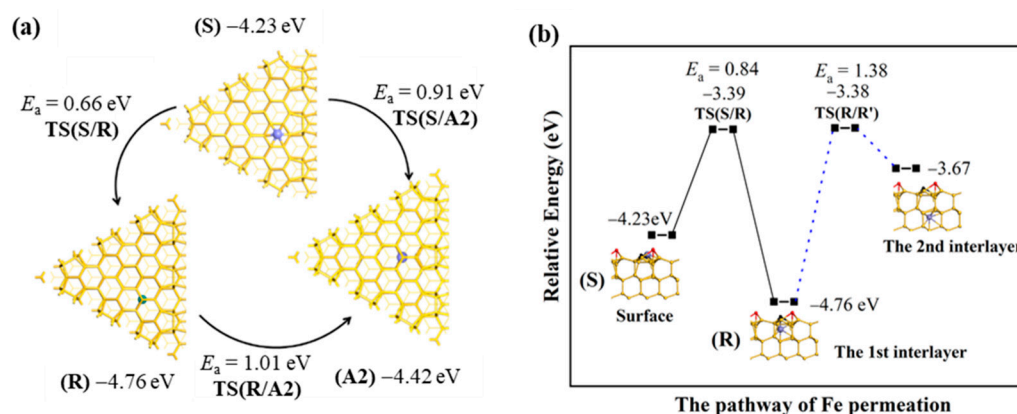 (a)
(S) −4.23 eV
Eₐ = 0.66 eV
TS(S/R)
Eₐ = 0.91 eV
TS(S/A2)
Eₐ = 1.01 eV
TS(R/A2)
(R) −4.76 eV
(A2) −4.42 eV
(b)
Relative Energy (eV)
Eₐ = 0.84
−3.39
TS(S/R)
Eₐ = 1.38
−3.38
TS(R/R')
−3.67
The 2nd interlayer
−4.23eV
(S)
Surface
−4.76 eV
(R)
The 1st interlayer
The pathway of Fe permeation